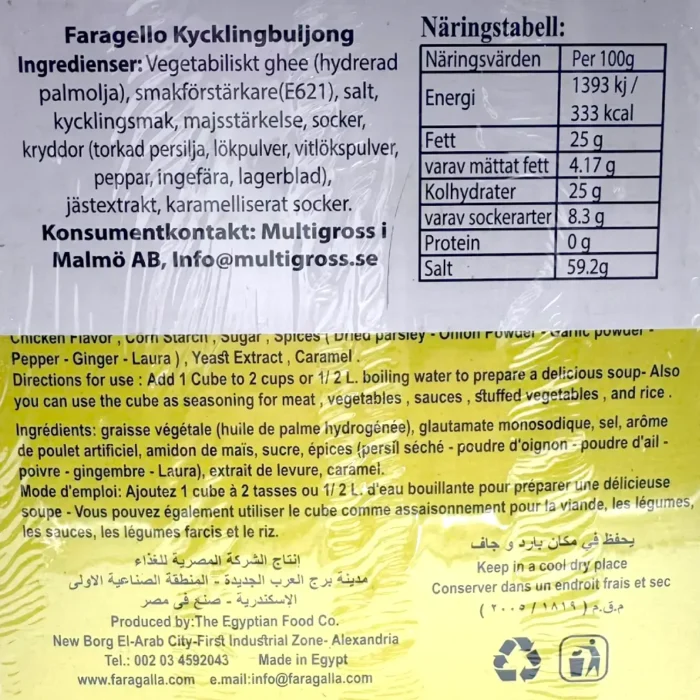 Faragello Kycklingbuljong
Ingredienser: Vegetabiliskt ghee (hydrerad
palmolja), smakförstärkare(E621), salt,
kycklingsmak, majsstärkelse, socker,
kryddor (torkad persilja, lökpulver, vitlökspulver,
peppar, ingefära, lagerblad),
jästextrakt, karamelliserat socker.
Konsumentkontakt: Multigross i
Malmö AB, Info@multigross.se
Näringstabell:
Näringsvärden Per 100g
Energi 1393 kj /
333 kcal
Fett 25 g
varav mättat fett 4.17 g
Kolhydrater 25 g
varav sockerarter 8.3 g
Protein 0 g
Salt 59.2g
Chicken Flavor , Corn Starch , Sugar , Spices ( Dried parsley - Onion Powder - Garlic powder -
Pepper - Ginger - Laura ) , Yeast Extract , Caramel .
Directions for use : Add 1 Cube to 2 cups or 1/ 2 L. boiling water to prepare a delicious soup- Also
you can use the cube as seasoning for meat , vegetables , sauces , stuffed vegetables , and rice .
Ingrédients: graisse végétale (huile de palme hydrogénée), glutamate monosodique, sel, arôme
de poulet artificiel, amidon de maïs, sucre, épices (persil séché - poudre d'oignon - poudre d'ail -
poivre - gingembre - Laura), extrait de levure, caramel.
Mode d'emploi: Ajoutez 1 cube à 2 tasses ou 1/ 2 L. d'eau bouillante pour préparer une délicieuse
soupe - Vous pouvez également utiliser le cube comme assaisonnement pour la viande, les légumes,
les sauces, les légumes farcis et le riz.
إنتاج الشركة المصرية للغذاء
مدينة برج العرب الجديدة - المنطقة الصناعية الاولى
الإسكندرية - صنع في مصر
Produced by:The Egyptian Food Co.
New Borg El-Arab City-First Industrial Zone- Alexandria
Tel.: 002 03 4592043 Made in Egypt
www.faragalla.com e.mail:info@faragalla.com
يحفظ في مكان بارد و جاف
Keep in a cool dry place
Conserver dans un endroit frais et sec
م.ق.م ( ١٨١٩ / ٢٠٠٥ )